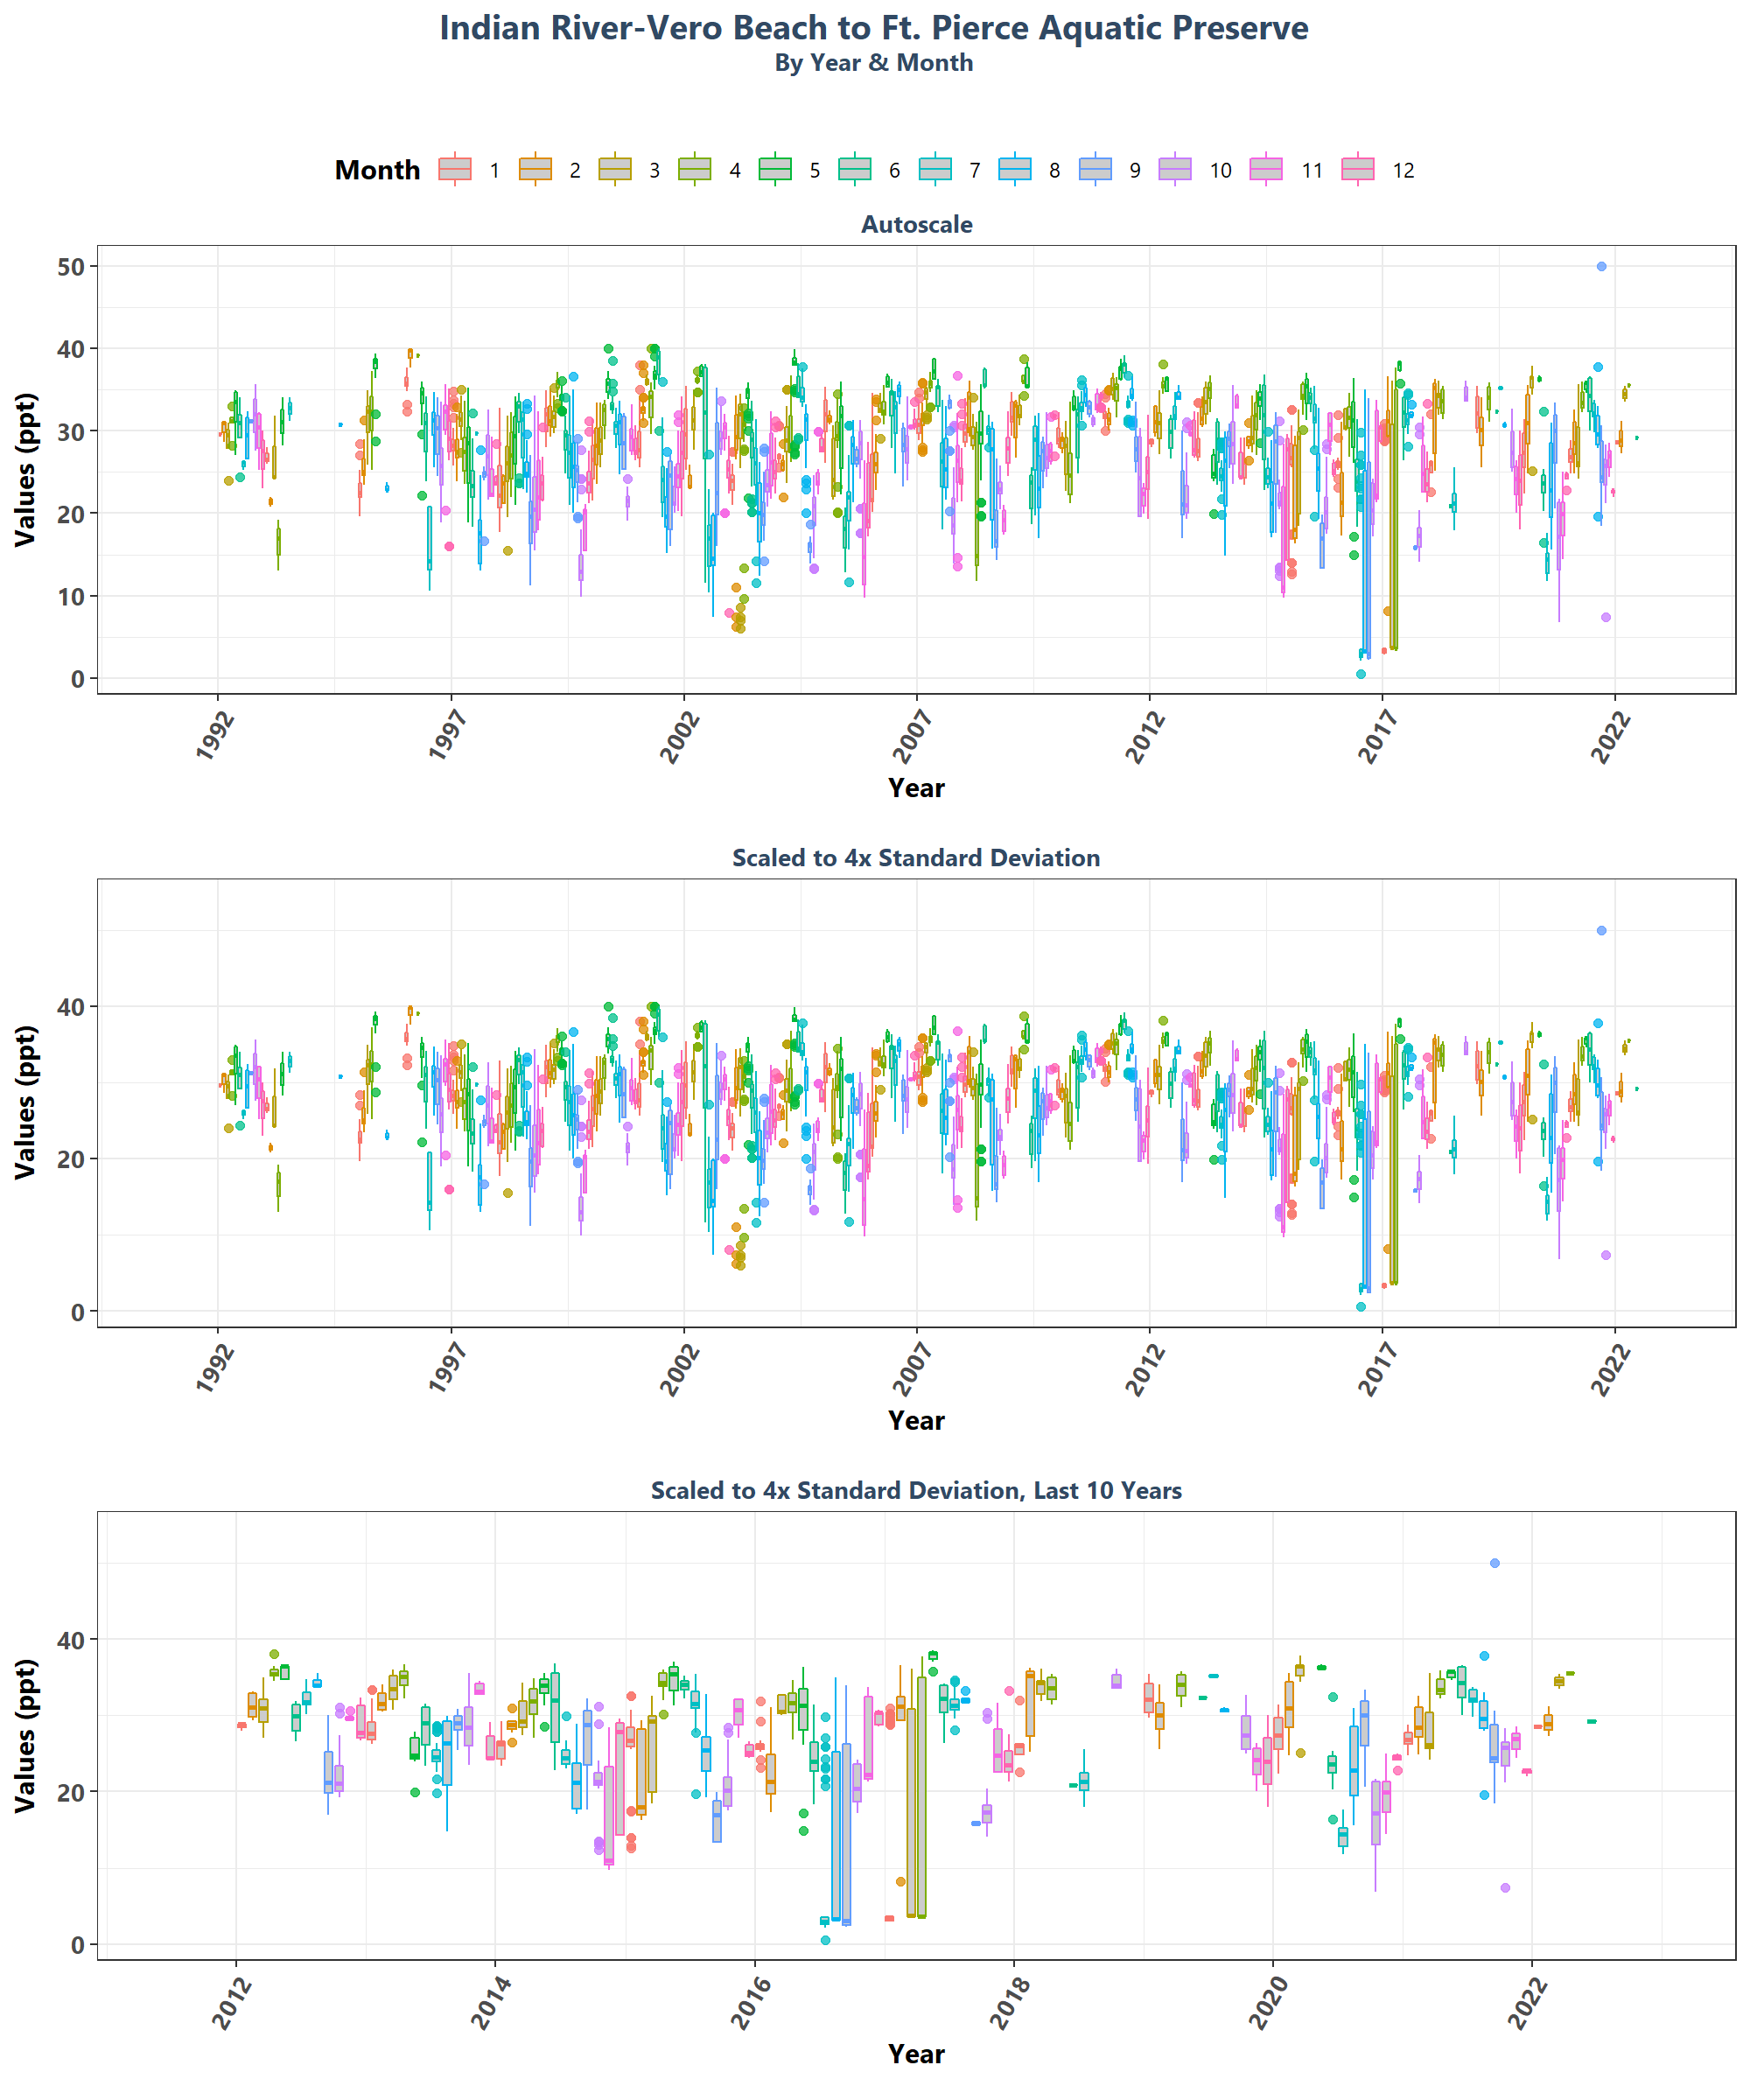 Indian River-Vero Beach to Ft. Pierce Aquatic Preserve
By Year & Month
Month 1 2 3 4 5 6 7 8 9 10 11 12
Autoscale
Values (ppt)
50
40
30
20
10
0
1992 1997 2002 2007 2012 2017 2022
Year
Scaled to 4x Standard Deviation
Values (ppt)
40
20
0
1992 1997 2002 2007 2012 2017 2022
Year
Scaled to 4x Standard Deviation, Last 10 Years
Values (ppt)
40
20
0
2012 2014 2016 2018 2020 2022
Year